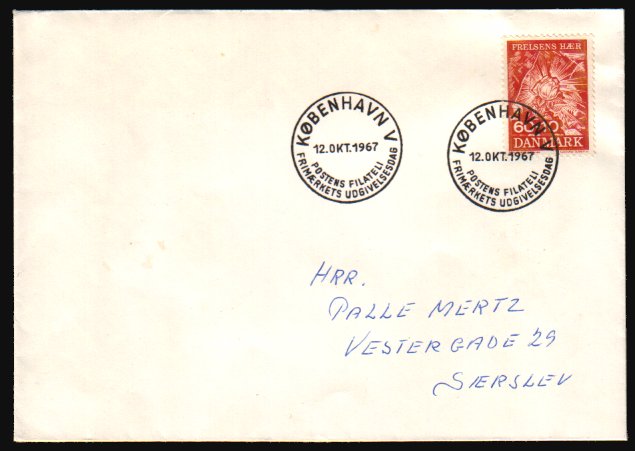 FRELSENS HÆR
60
DANMARK
KØBENHAVN V
12.OKT.1967
POSTENS FILATELI
FRIMÆRKETS UDGIVELSESDAG
KØBENHAVN V
12.OKT.1967
POSTENS FILATELI
FRIMÆRKETS UDGIVELSESDAG
HRR.
PALLE MERTZ
VESTERGADE 29
SÆRSLEV